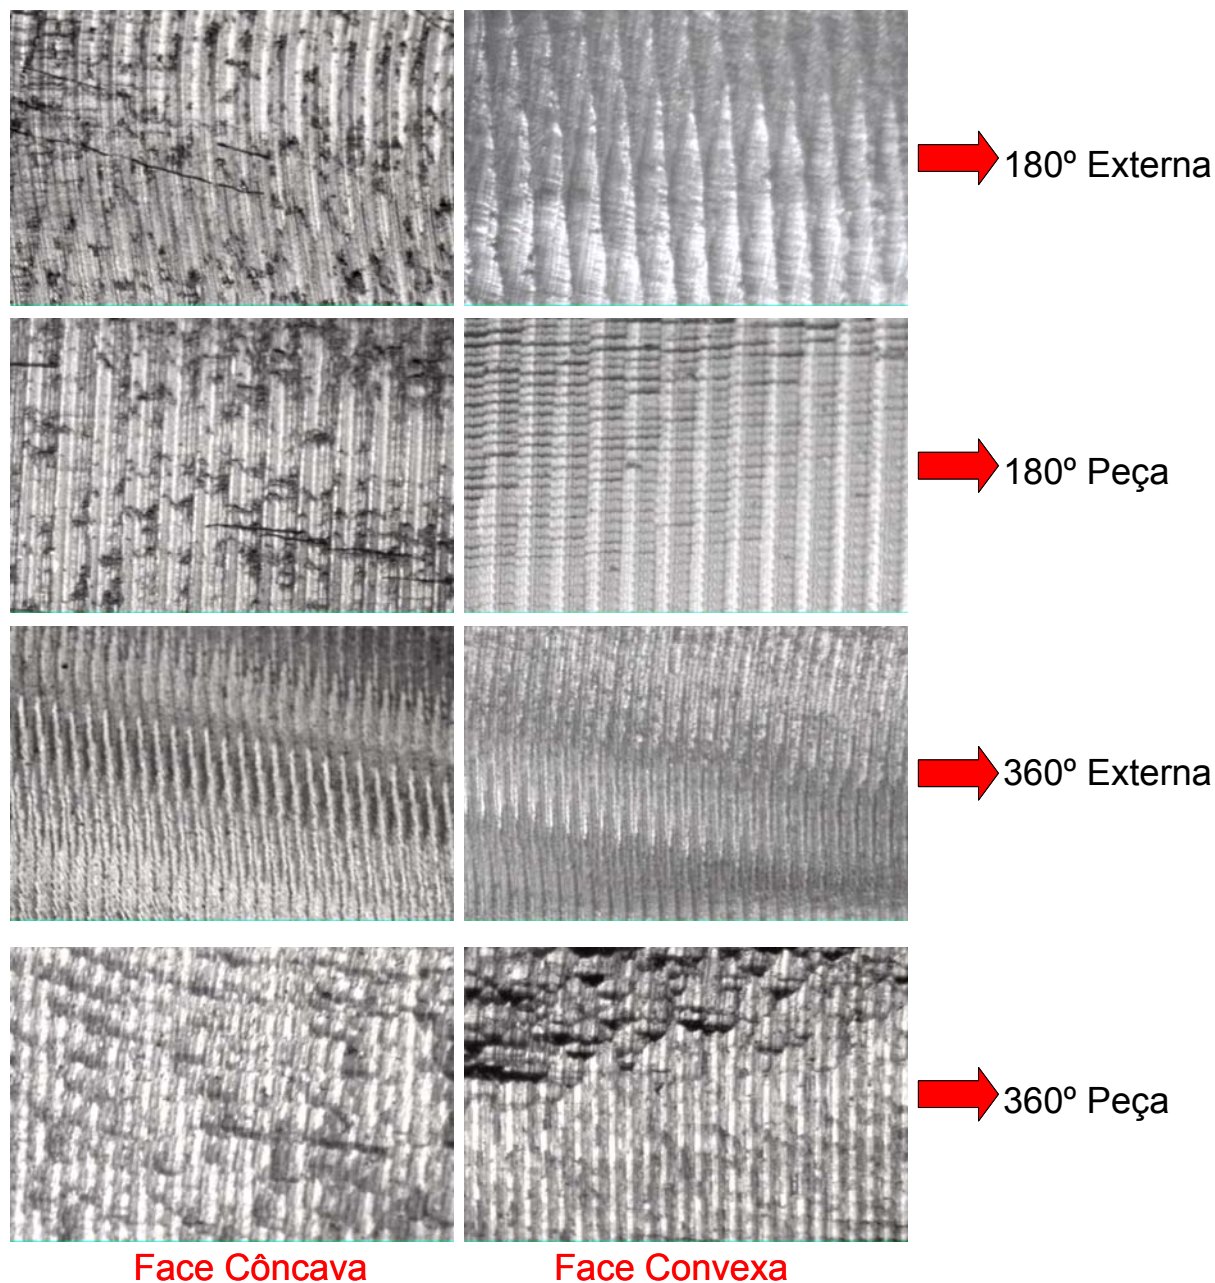 180º Externa
180º Peça
360º Externa
360º Peça
Face Côncava
Face Convexa